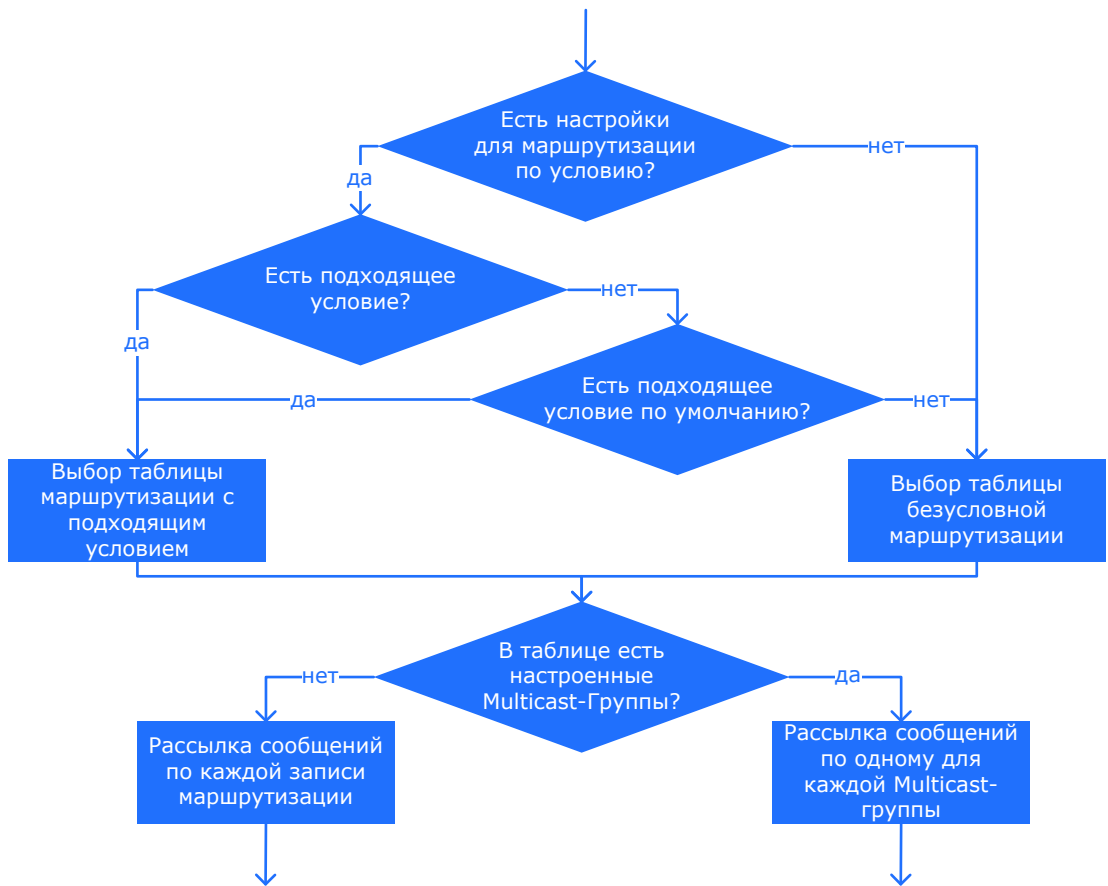 Есть настройки
для маршрутизации
по условию?
нет
да
Есть подходящее
условие?
нет
да
Есть подходящее
условие по умолчанию?
да
нет
Выбор таблицы
маршрутизации с
подходящим
условием
Выбор таблицы
безусловной
маршрутизации
В таблице есть
настроенные
Multicast-Группы?
нет
да
Рассылка сообщений
по каждой записи
маршрутизации
Рассылка сообщений
по одному для
каждой Multicast-
группы